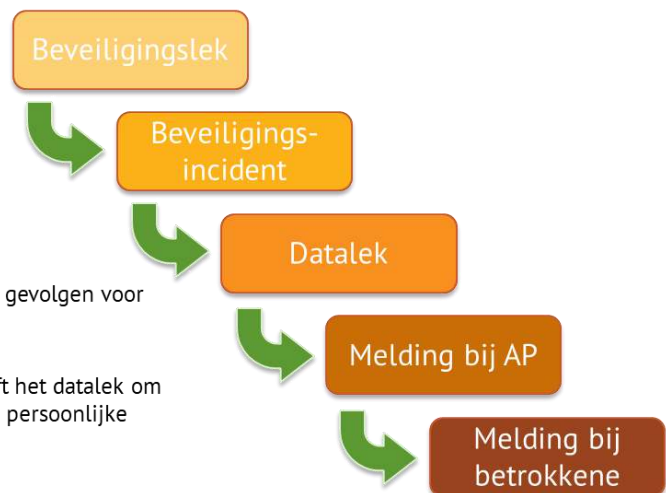 Beveiligingslek
Beveiligings-
incident
Datalek
gevolgen voor
Melding bij AP
ft het datalek om
persoonlijke
Melding bij
betrokkene